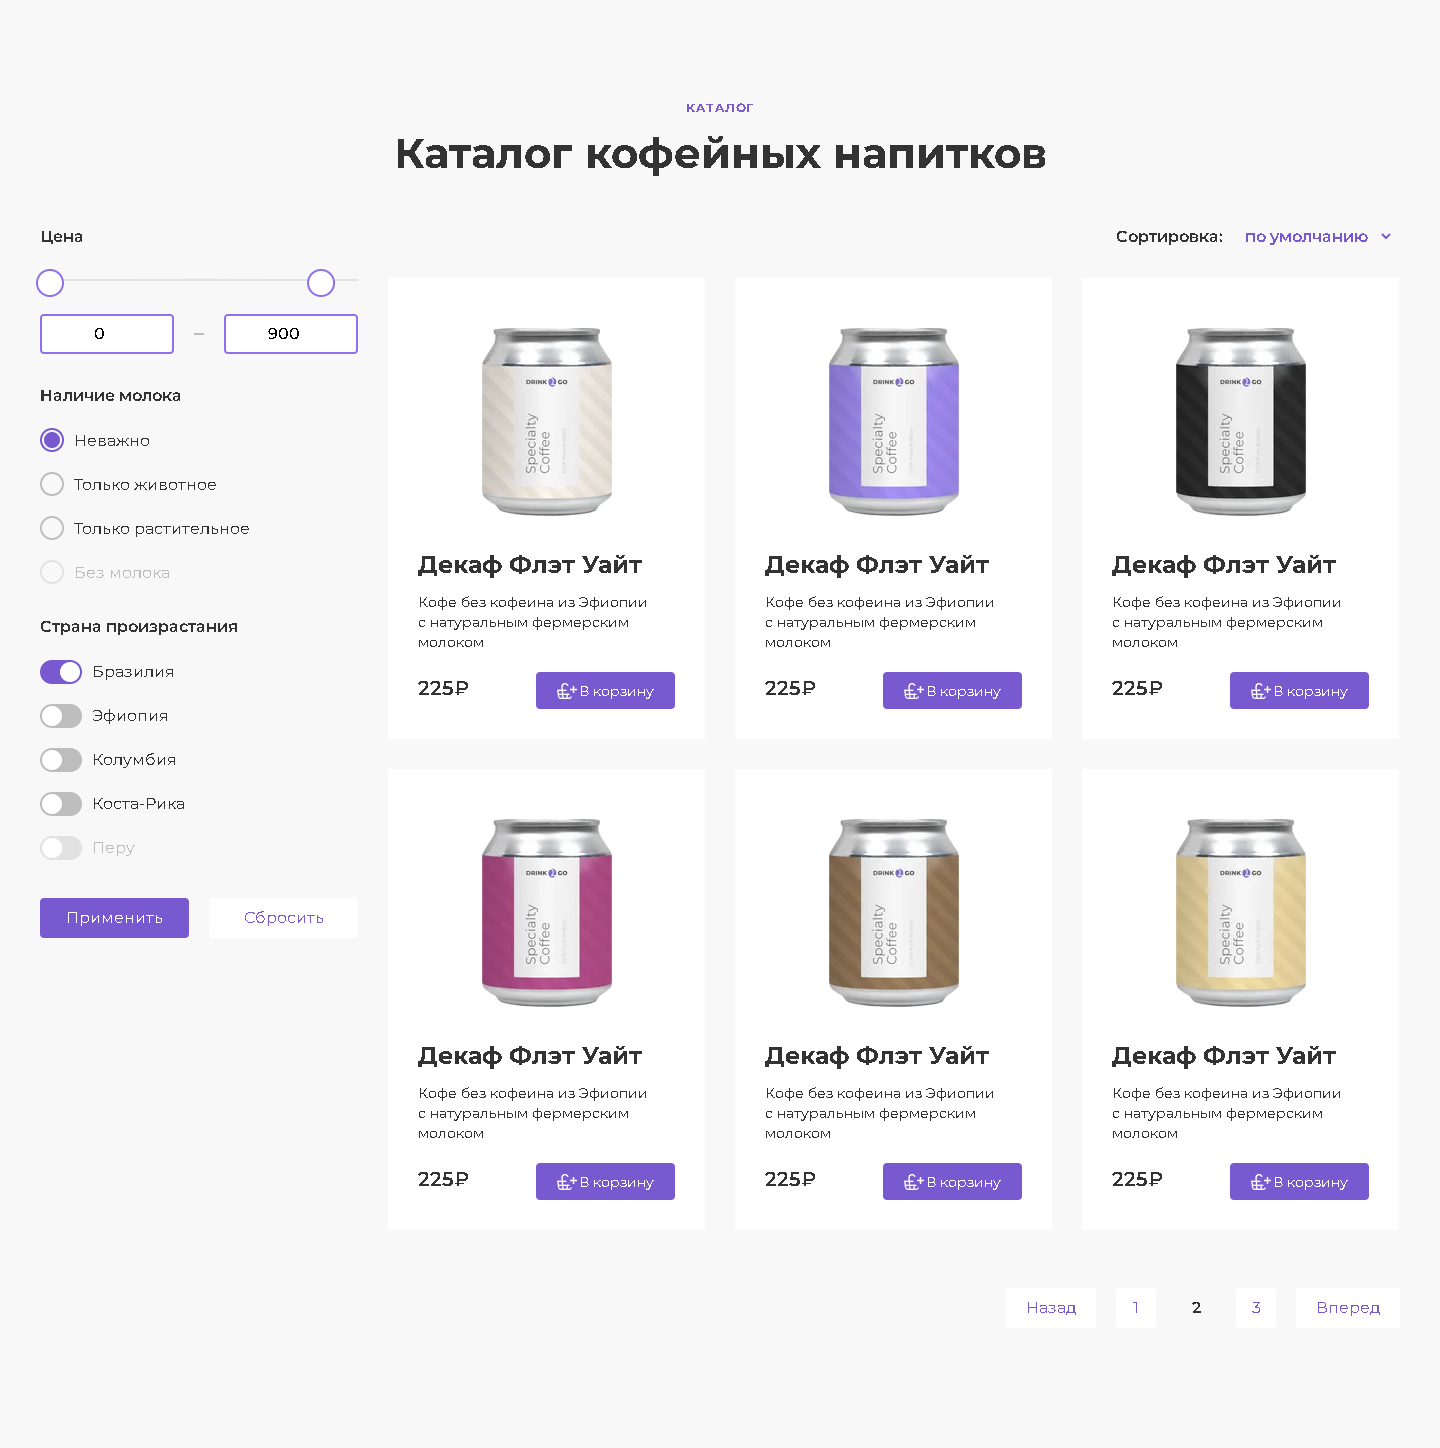 КАТАЛОГ
Каталог кофейных напитков
Цена
0 – 900
Наличие молока
Неважно
Только животное
Только растительное
Без молока
Страна произрастания
Бразилия
Эфиопия
Колумбия
Коста-Рика
Перу
Применить Сбросить
Сортировка: по умолчанию
DRINK 2 GO
Specialty
Coffee
Декаф Флэт Уайт
Кофе без кофеина из Эфиопии
с натуральным фермерским
молоком
225₽ В корзину
DRINK 2 GO
Specialty
Coffee
Декаф Флэт Уайт
Кофе без кофеина из Эфиопии
с натуральным фермерским
молоком
225₽ В корзину
DRINK 2 GO
Specialty
Coffee
Декаф Флэт Уайт
Кофе без кофеина из Эфиопии
с натуральным фермерским
молоком
225₽ В корзину
DRINK 2 GO
Specialty
Coffee
Декаф Флэт Уайт
Кофе без кофеина из Эфиопии
с натуральным фермерским
молоком
225₽ В корзину
DRINK 2 GO
Specialty
Coffee
Декаф Флэт Уайт
Кофе без кофеина из Эфиопии
с натуральным фермерским
молоком
225₽ В корзину
DRINK 2 GO
Specialty
Coffee
Декаф Флэт Уайт
Кофе без кофеина из Эфиопии
с натуральным фермерским
молоком
225₽ В корзину
Назад 1 2 3 Вперед